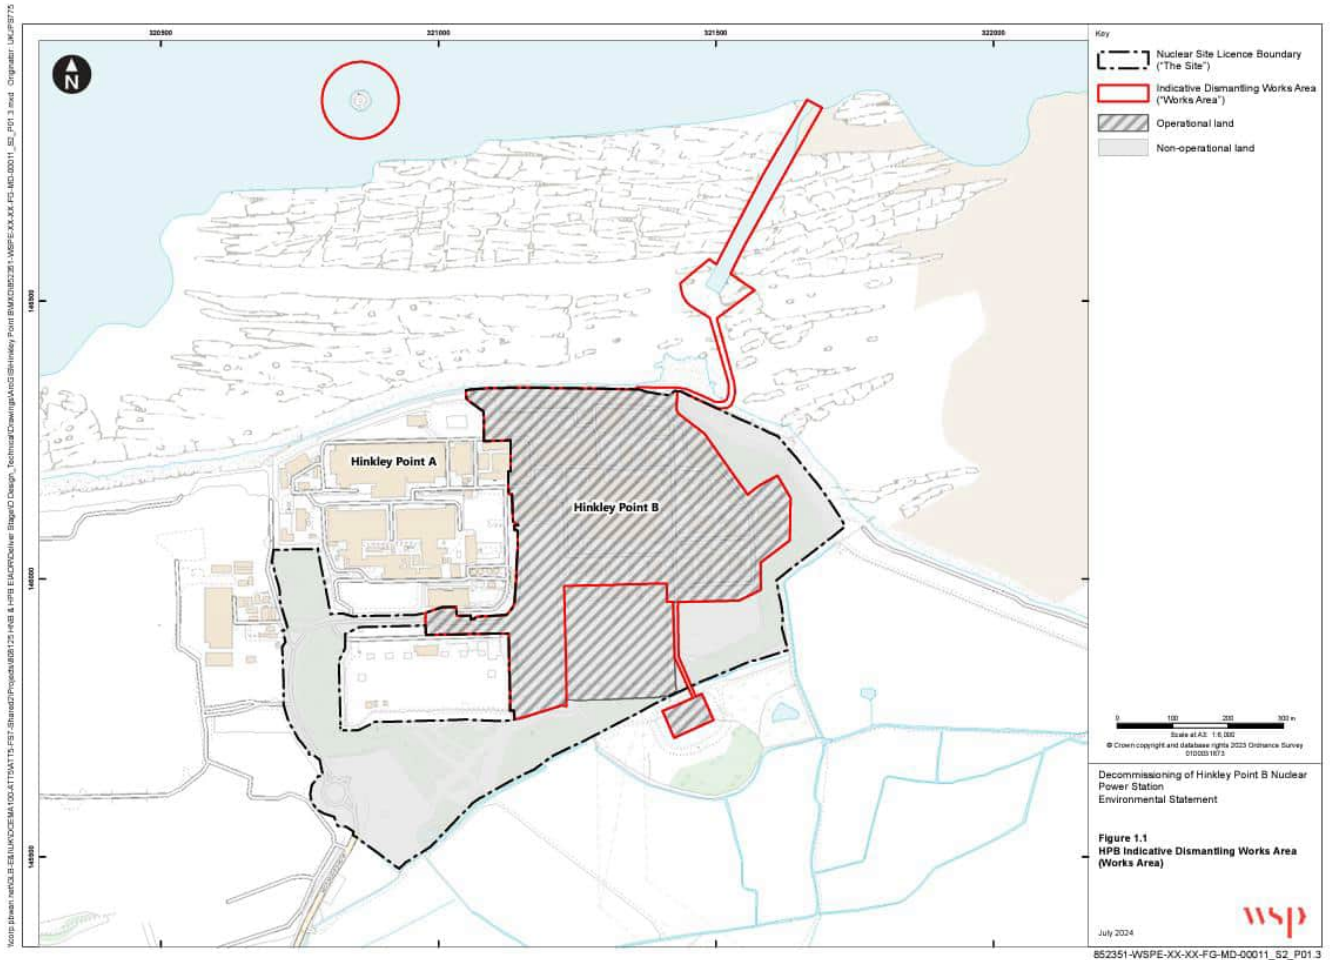 320500
321000
321500
322000
N
146500
146000
145500
Hinkley Point A
Hinkley Point B
Key
Nuclear Site Licence Boundary
("The Site")
Indicative Dismantling Works Area
("Works Area")
Operational land
Non-operational land
0 100 200 300 m
Scale at A3: 1:6,000
© Crown copyright and database rights 2023 Ordnance Survey
Decommissioning of Hinkley Point B Nuclear
Power Station
Environmental Statement
Figure 1.1
HPB Indicative Dismantling Works Area
(Works Area)
wsp
July 2024
852351-WSPE-XX-XX-FG-MD-00011_S2_P01.3